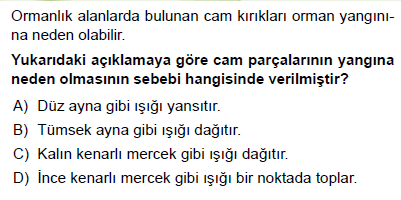 Ormanlık alanlarda bulunan cam kırıkları orman yangını-
na neden olabilir.
Yukarıdaki açıklamaya göre cam parçalarının yangına
neden olmasının sebebi hangisinde verilmiştir?
A) Düz ayna gibi ışığı yansıtır.
B) Tümsek ayna gibi ışığı dağıtır.
C) Kalın kenarlı mercek gibi ışığı dağıtır.
D) İnce kenarlı mercek gibi ışığı bir noktada toplar.